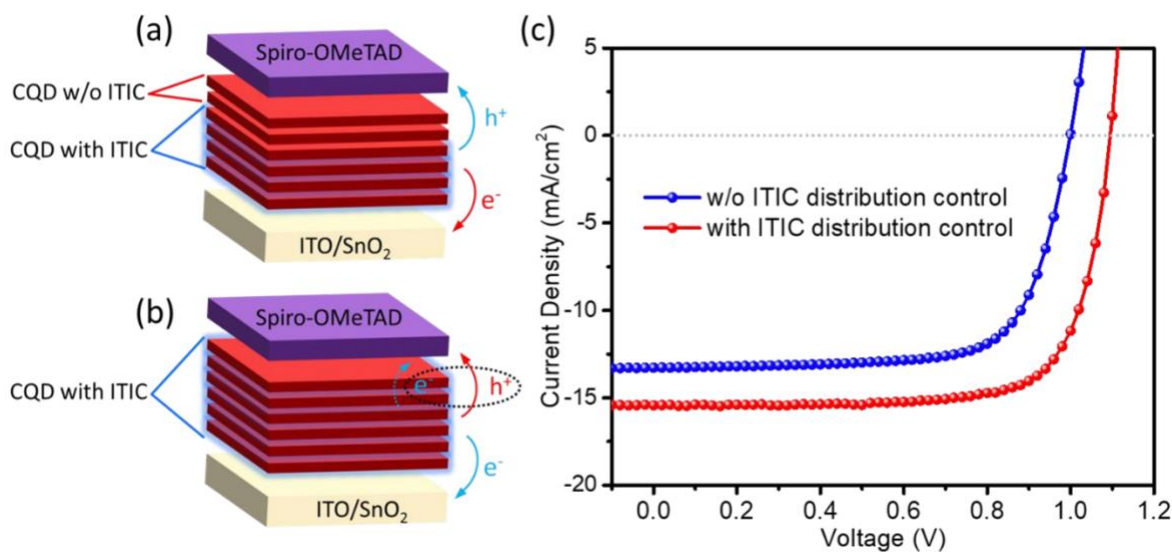 (a)
Spiro-OMeTAD
CQD w/o ITIC
CQD with ITIC
h⁺
e⁻
ITO/SnO₂
(b)
Spiro-OMeTAD
CQD with ITIC
e⁻
h⁺
e⁻
ITO/SnO₂
(c)
Current Density (mA/cm²)
5
0
-5
-10
-15
-20
w/o ITIC distribution control
with ITIC distribution control
0.0 0.2 0.4 0.6 0.8 1.0 1.2
Voltage (V)